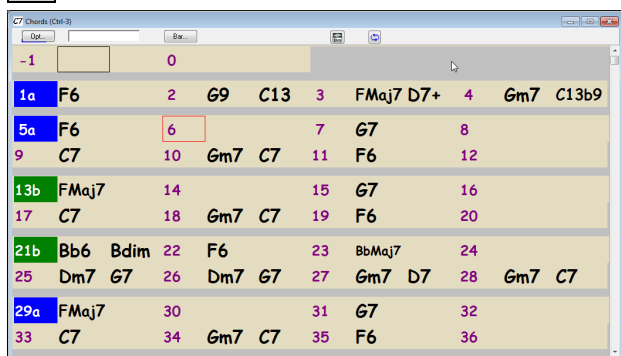 Chords (Ctrl-3)
Opt... Bar...
-1 0
1a F6 2 G9 C13 3 FMaj7 D7+ 4 Gm7 C13b9
5a F6 6 7 G7 8
9 C7 10 Gm7 C7 11 F6 12
13b FMaj7 14 15 G7 16
17 C7 18 Gm7 C7 19 F6 20
21b Bb6 Bdim 22 F6 23 BbMaj7 24
25 Dm7 G7 26 Dm7 G7 27 Gm7 D7 28 Gm7 C7
29a FMaj7 30 31 G7 32
33 C7 34 Gm7 C7 35 F6 36